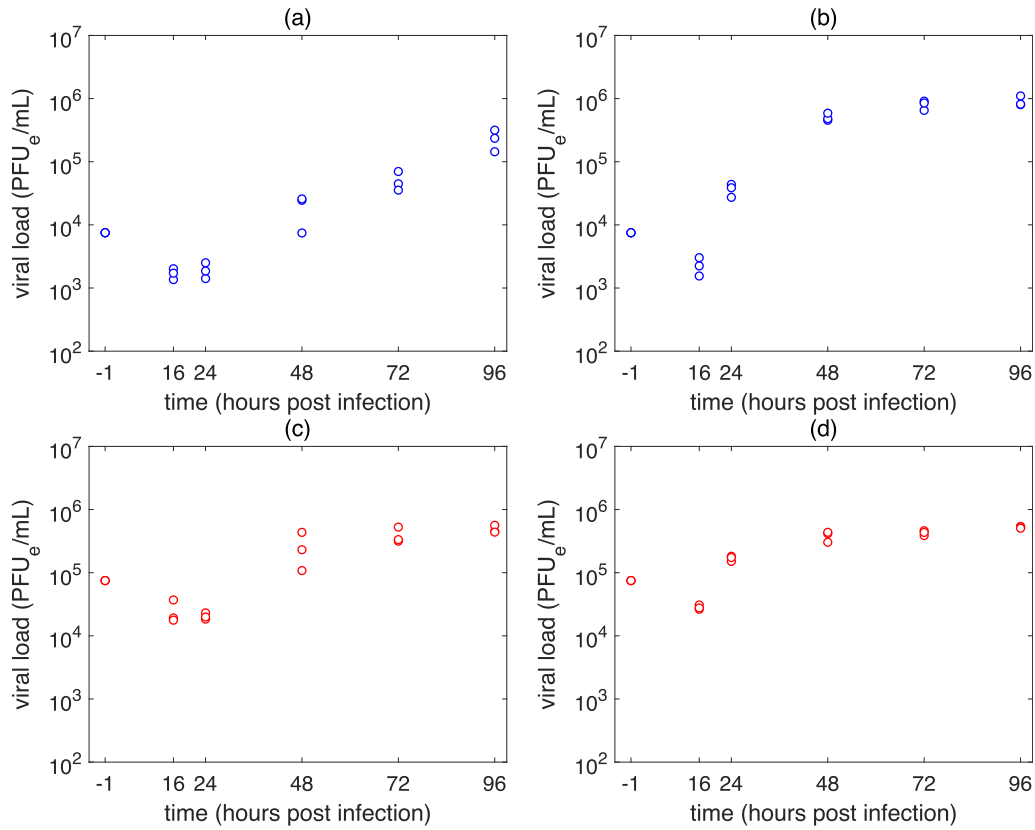 (a)
10^7
10^6
10^5
10^4
10^3
10^2
viral load (PFU_e/mL)
-1 16 24 48 72 96
time (hours post infection)
(b)
10^7
10^6
10^5
10^4
10^3
10^2
viral load (PFU_e/mL)
-1 16 24 48 72 96
time (hours post infection)
(c)
10^7
10^6
10^5
10^4
10^3
10^2
viral load (PFU_e/mL)
-1 16 24 48 72 96
time (hours post infection)
(d)
10^7
10^6
10^5
10^4
10^3
10^2
viral load (PFU_e/mL)
-1 16 24 48 72 96
time (hours post infection)